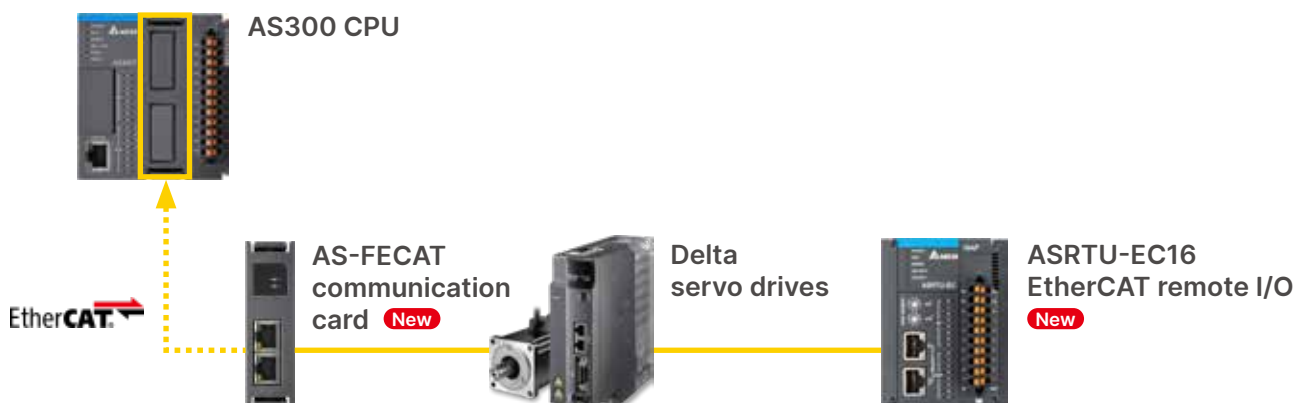 AS300 CPU
EtherCAT
AS-FECAT
communication
card New
Delta
servo drives
ASRTU-EC16
EtherCAT remote I/O
New